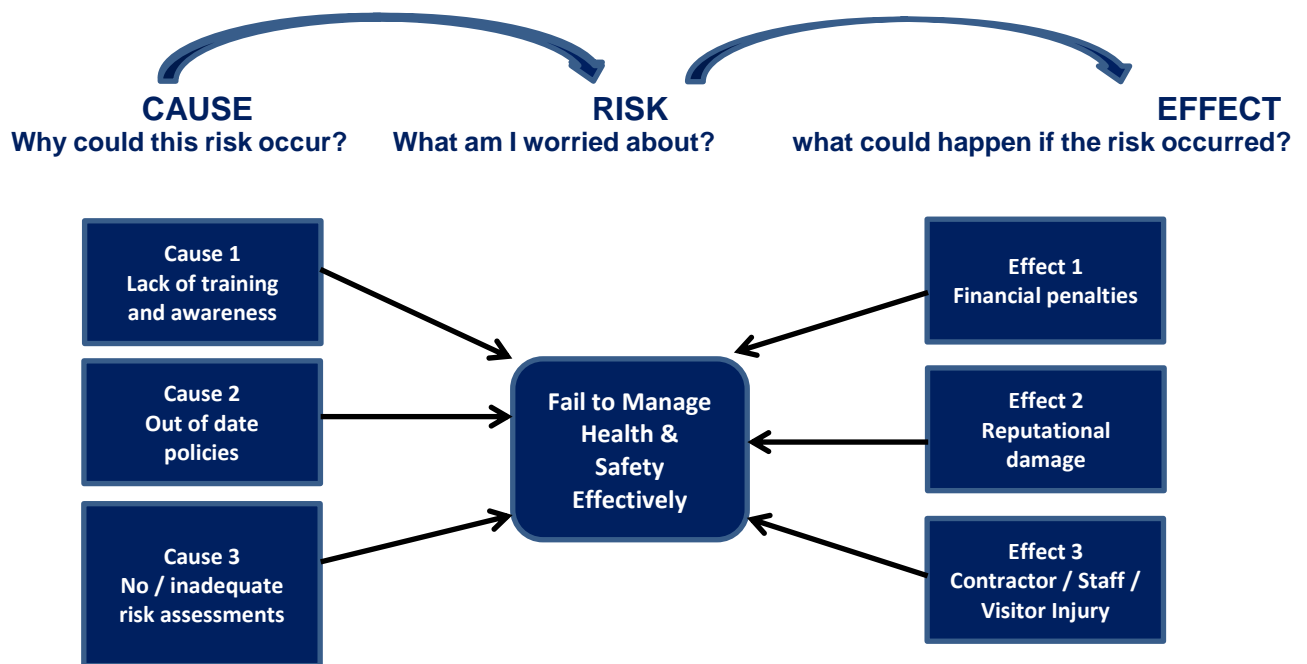 CAUSE
Why could this risk occur?
RISK
What am I worried about?
EFFECT
what could happen if the risk occurred?
Cause 1
Lack of training
and awareness
Cause 2
Out of date
policies
Cause 3
No / inadequate
risk assessments
Fail to Manage
Health &
Safety
Effectively
Effect 1
Financial penalties
Effect 2
Reputational
damage
Effect 3
Contractor / Staff /
Visitor Injury